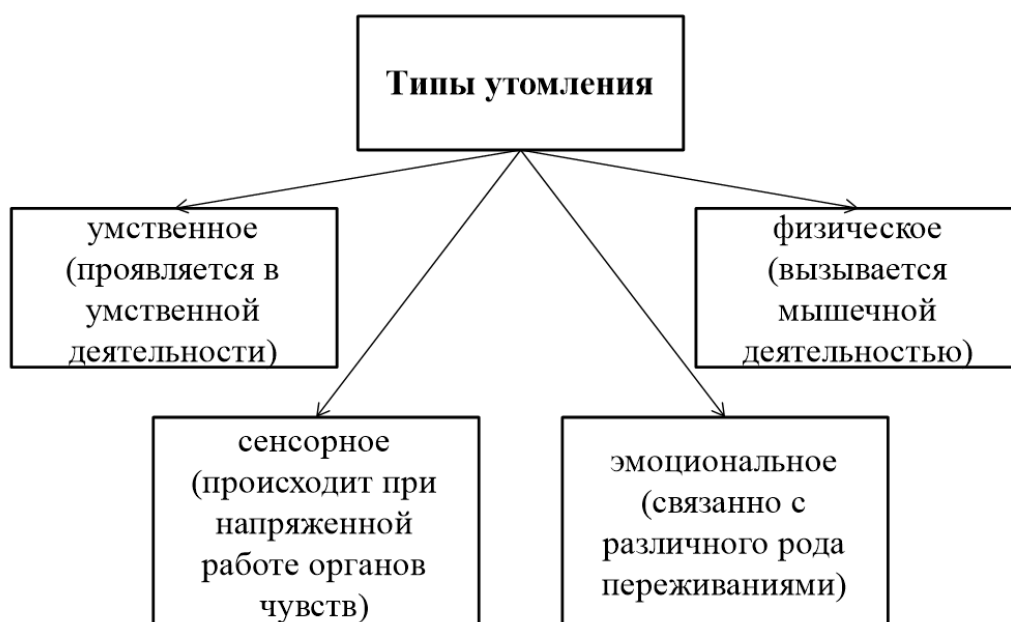 Типы утомления
умственное
(проявляется в
умственной
деятельности)
физическое
(вызывается
мышечной
деятельностью)
сенсорное
(происходит при
напряженной
работе органов
чувств)
эмоциональное
(связанно с
различного рода
переживаниями)